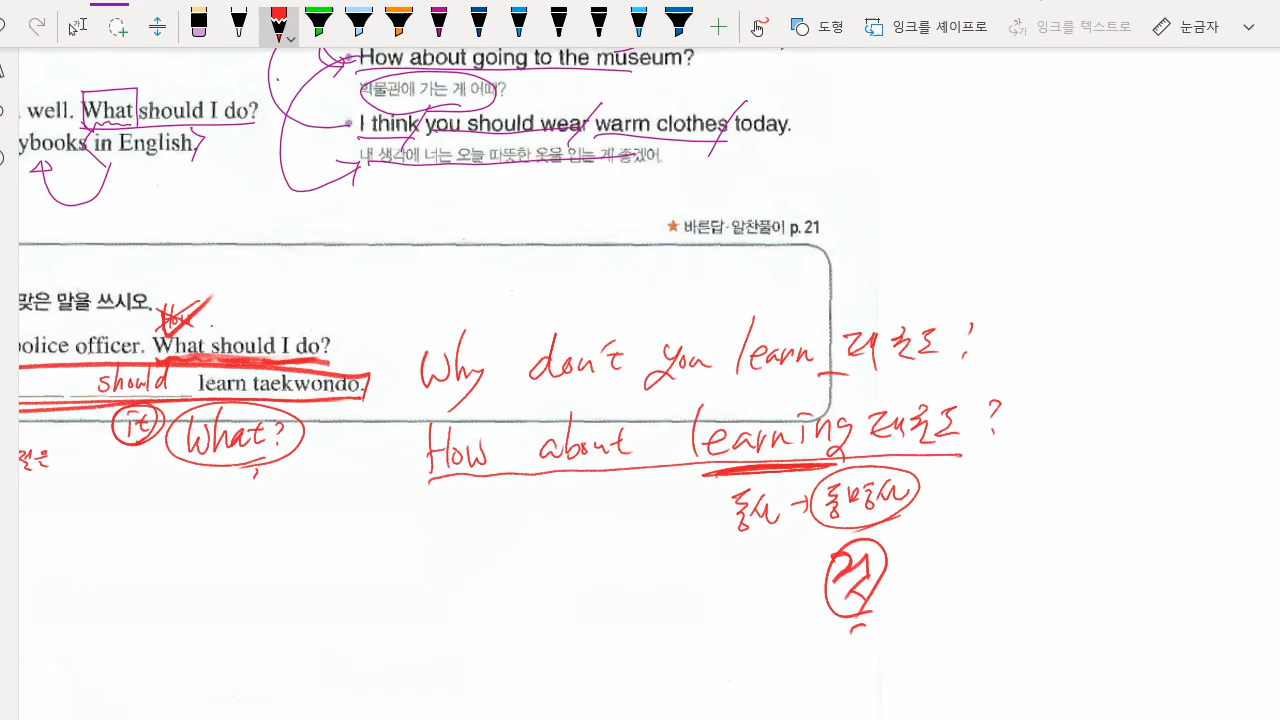 도형 잉크를 셰이프로 잉크를 텍스트로 눈금자
How about going to the museum?
박물관에 가는 게 어때?
well. What should I do?
I think you should wear warm clothes today.
ybooks in English.
내 생각에 너는 오늘 따뜻한 옷을 입는 게 좋겠어.
★ 바른답·알찬풀이 p. 21
맞은 말을 쓰시오.
How
police officer. What should I do?
Why don't you learn 태권도?
should learn taekwondo.
it What?
How about learning 태권도?
동사 → 동명사
것